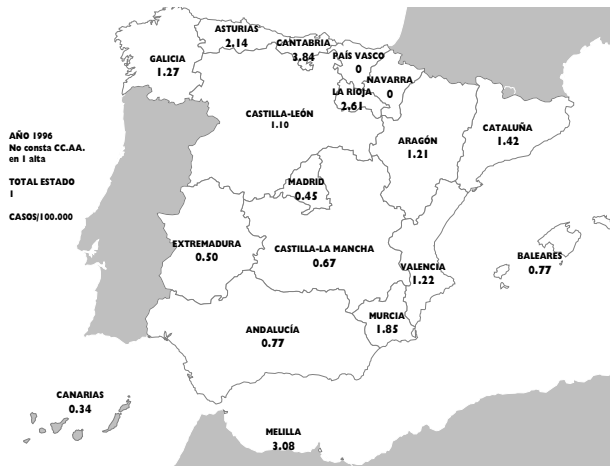 ASTURIAS
2.14
CANTABRIA
3.84
PAÍS VASCO
0
GALICIA
1.27
NAVARRA
0
LA RIOJA
2.61
CASTILLA-LEÓN
1.10
ARAGÓN
1.21
CATALUÑA
1.42
AÑO 1996
No consta CC.AA.
en 1 alta
TOTAL ESTADO
1
CASOS/100.000
MADRID
0.45
EXTREMADURA
0.50
CASTILLA-LA MANCHA
0.67
VALENCIA
1.22
BALEARES
0.77
MURCIA
1.85
ANDALUCÍA
0.77
CANARIAS
0.34
MELILLA
3.08